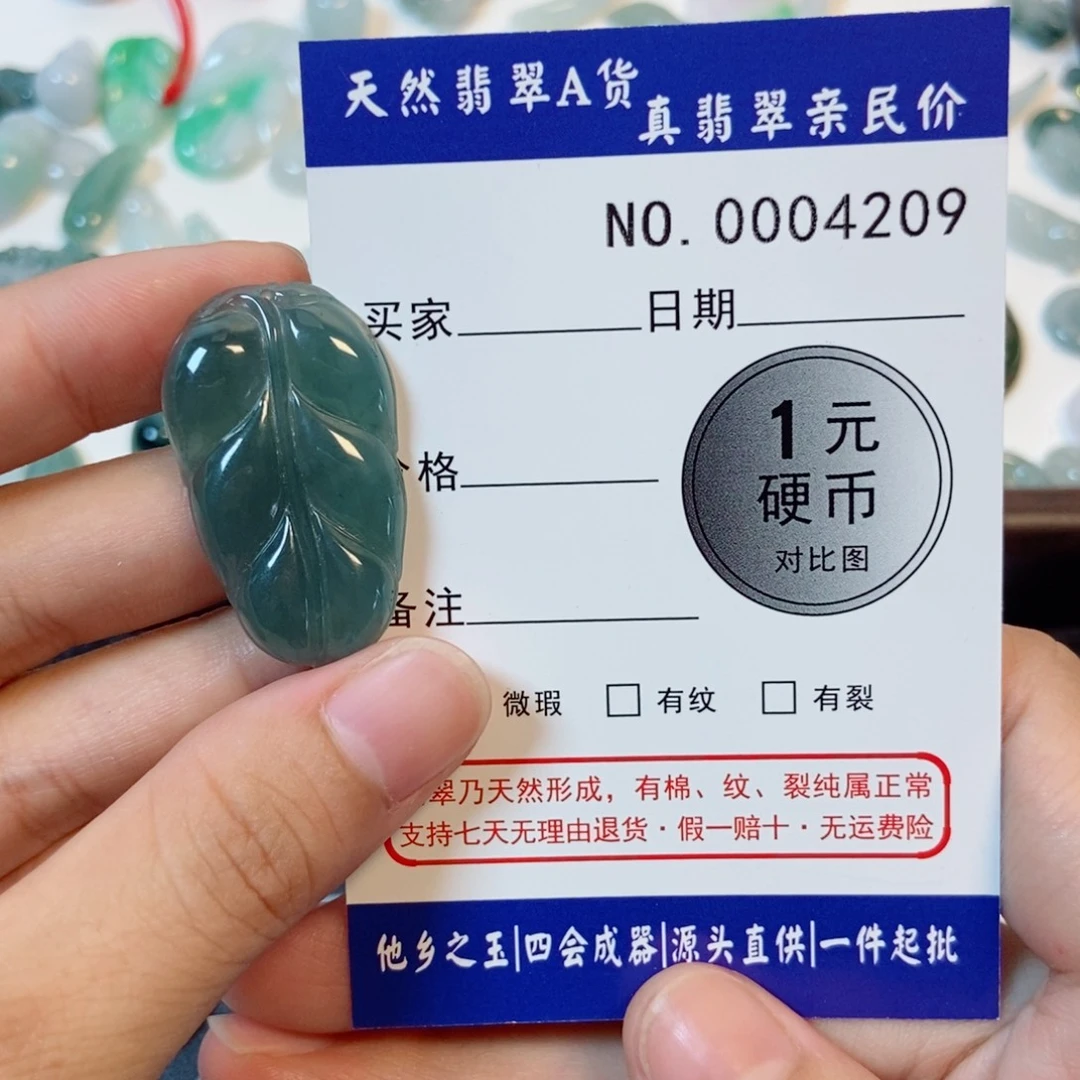 天然翡翠A货
真翡翠亲民价
NO. 0004209
买家 日期
1元
硬币
对比图
格
备注
微瑕 □ 有纹 □ 有裂
翠乃天然形成，有棉、纹、裂纯属正常
支持七天无理由退货·假一赔十·无运费险
他乡之玉|四会成器|源头直供|一件起批